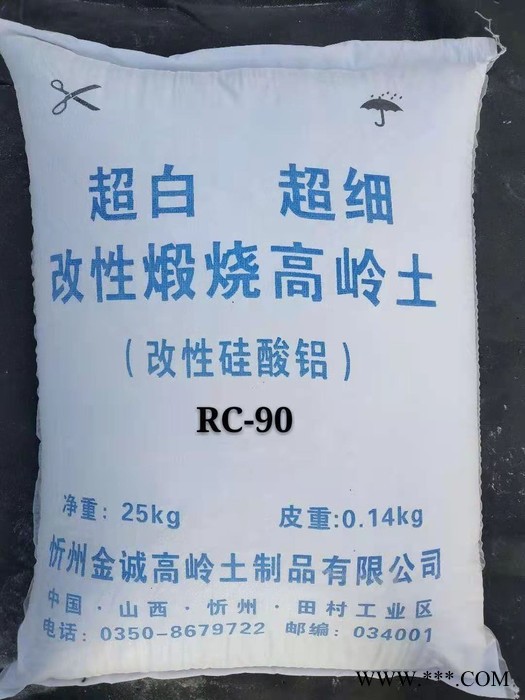 超白 超细
改性煅烧高岭土
(改性硅酸铝)
RC-90
净重: 25kg 皮重:0.14kg
忻州金诚高岭土制品有限公司
中国·山西·忻州·田村工业区
电话: 0350-8679722 邮编: 034001
WWW.***.COM